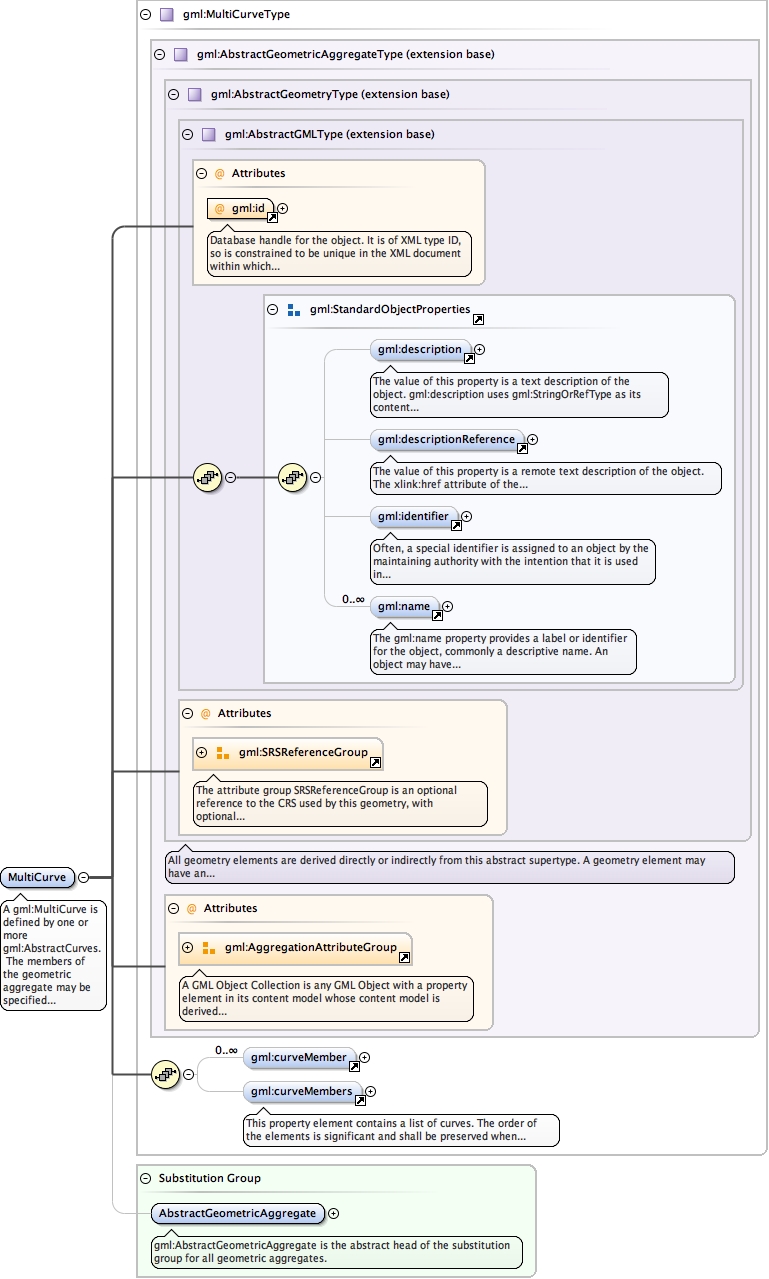 gml:MultiCurveType
gml:AbstractGeometricAggregateType (extension base)
gml:AbstractGeometryType (extension base)
gml:AbstractGMLType (extension base)
@ Attributes
@ gml:id
Database handle for the object. It is of XML type ID,
so is constrained to be unique in the XML document
within which...
gml:StandardObjectProperties
gml:description
The value of this property is a text description of the
object. gml:description uses gml:StringOrRefType as its
content...
gml:descriptionReference
The value of this property is a remote text description of the object.
The xlink:href attribute of the...
gml:identifier
Often, a special identifier is assigned to an object by the
maintaining authority with the intention that it is used
in...
0..∞
gml:name
The gml:name property provides a label or identifier
for the object, commonly a descriptive name. An
object may have...
@ Attributes
gml:SRSReferenceGroup
The attribute group SRSReferenceGroup is an optional
reference to the CRS used by this geometry, with
optional...
All geometry elements are derived directly or indirectly from this abstract supertype. A geometry element may
have an...
MultiCurve
A gml:MultiCurve is
defined by one or
more
gml:AbstractCurves.
The members of
the geometric
aggregate may be
specified...
@ Attributes
gml:AggregationAttributeGroup
A GML Object Collection is any GML Object with a property
element in its content model whose content model is
derived...
0..∞
gml:curveMember
gml:curveMembers
This property element contains a list of curves. The order of
the elements is significant and shall be preserved when...
Substitution Group
AbstractGeometricAggregate
gml:AbstractGeometricAggregate is the abstract head of the substitution
group for all geometric aggregates.